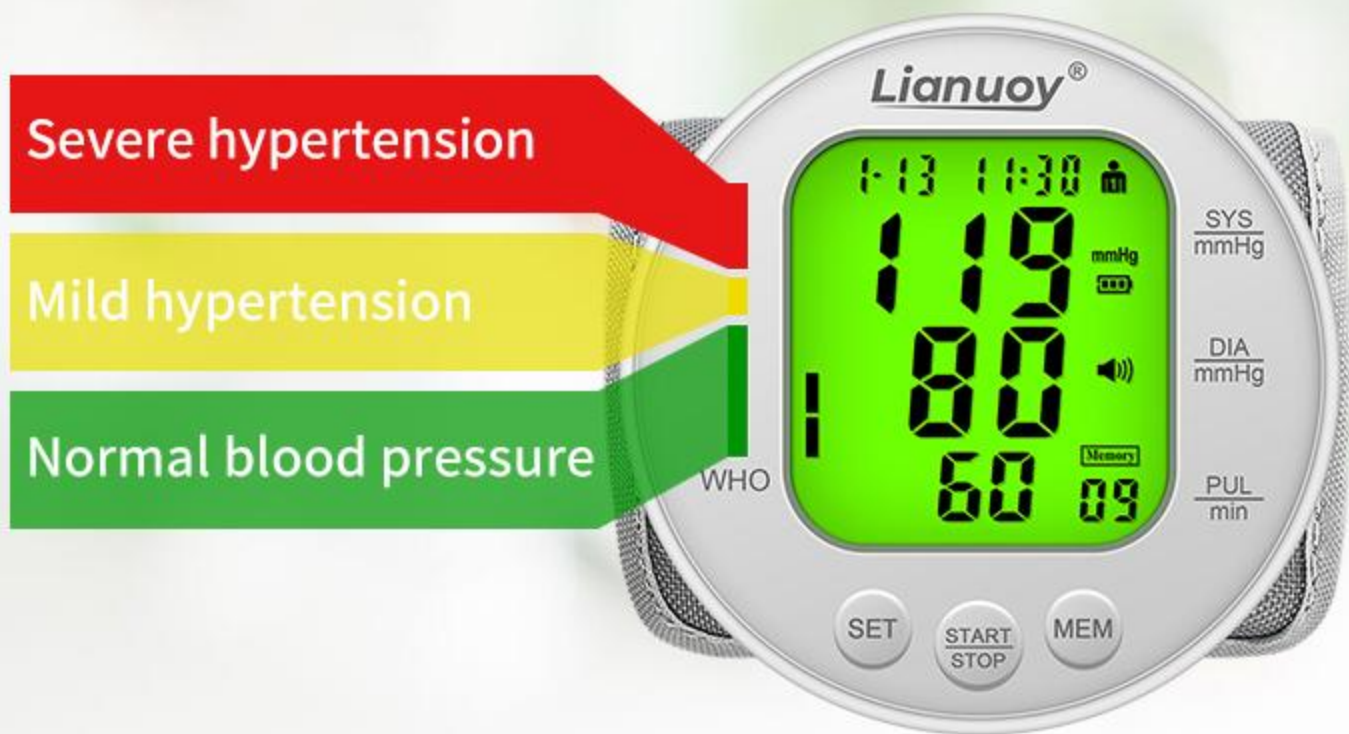 Severe hypertension
Mild hypertension
Normal blood pressure
WHO
Lianuoy®
1-13 11:30
119
mmHg
80
60
Memory
09
SYS
mmHg
DIA
mmHg
PUL
min
SET
START
STOP
MEM